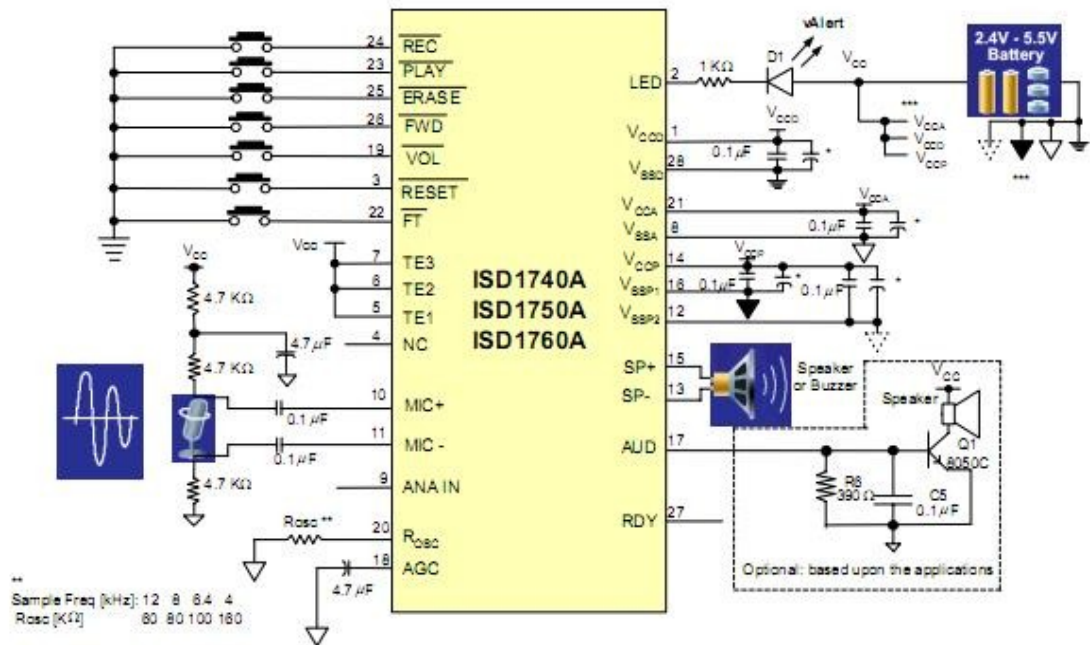 24 REC
23 PLAY
25 ERASE
26 FWD
19 VOL
3 RESET
22 FT
VCC
7 TE3
6 TE2
5 TE1
4 NC
VCC
4.7 KΩ
4.7 µF
4.7 KΩ
10 MIC+
0.1 µF
11 MIC -
0.1 µF
4.7 KΩ
9 ANA IN
Rosc **
20 ROSC
18 AGC
4.7 µF
ISD1740A
ISD1750A
ISD1760A
LED 2
1 KΩ
D1
vAlert
VCC
2.4V - 5.5V
Battery
***
VCCA
VCCD
VCCP
***
VCCD 1
VCCD
0.1 µF
*
VSSD 28
VCCA 21
VCCA
0.1 µF
*
VSSA 8
VCCP 14
VCCP
0.1 µF
*
0.1 µF
*
VSSP1 16
VSSP2 12
SP+ 15
SP- 13
Speaker
or Buzzer
VCC
Speaker
AUD 17
Q1
8050C
R6
390 Ω
C5
0.1 µF
RDY 27
Optional: based upon the applications
**
Sample Freq [kHz]: 12 8 6.4 4
Rosc [KΩ] 60 80 100 160